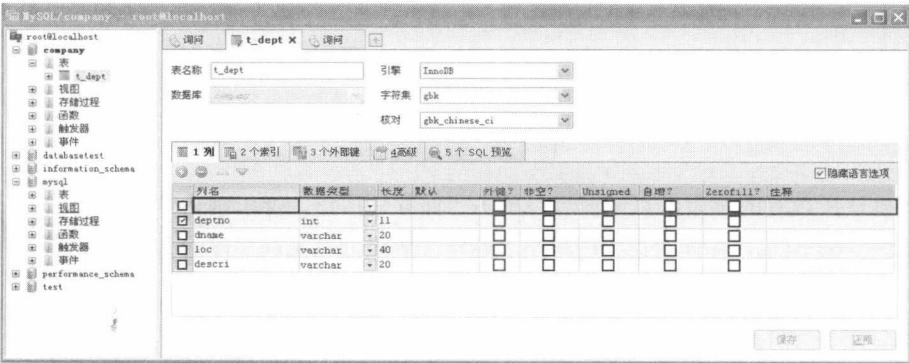 MySQL/company - root@localhost
root@localhost
company
表
t_dept
视图
存储过程
函数
触发器
事件
databasetest
information_schema
mysql
表
视图
存储过程
函数
触发器
事件
performance_schema
test
询问 t_dept × 询问
表名称 t_dept 引擎 InnoDB
数据库 company 字符集 gbk
核对 gbk_chinese_ci
1 列 2 个索引 3 个外部键 4高级 5 个 SQL 预览
隐藏语言选项
列名 数据类型 长度 默认 外键? 非空? Unsigned 自增? Zerofill? 注释
deptno int 11
dname varchar 20
loc varchar 40
descri varchar 20
保存 还原